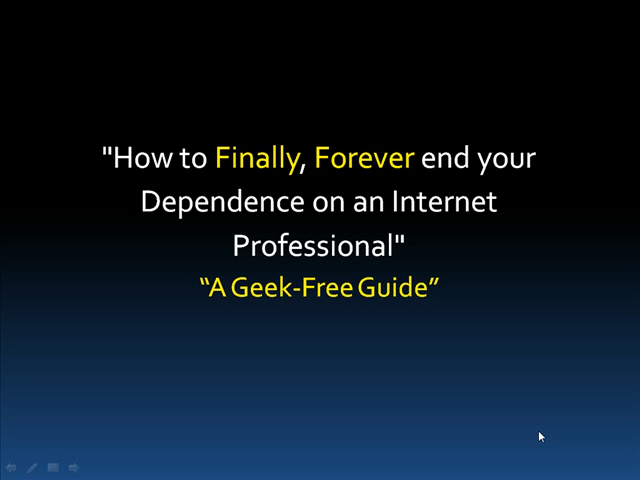 "How to Finally, Forever end your
Dependence on an Internet
Professional"
“A Geek-Free Guide”